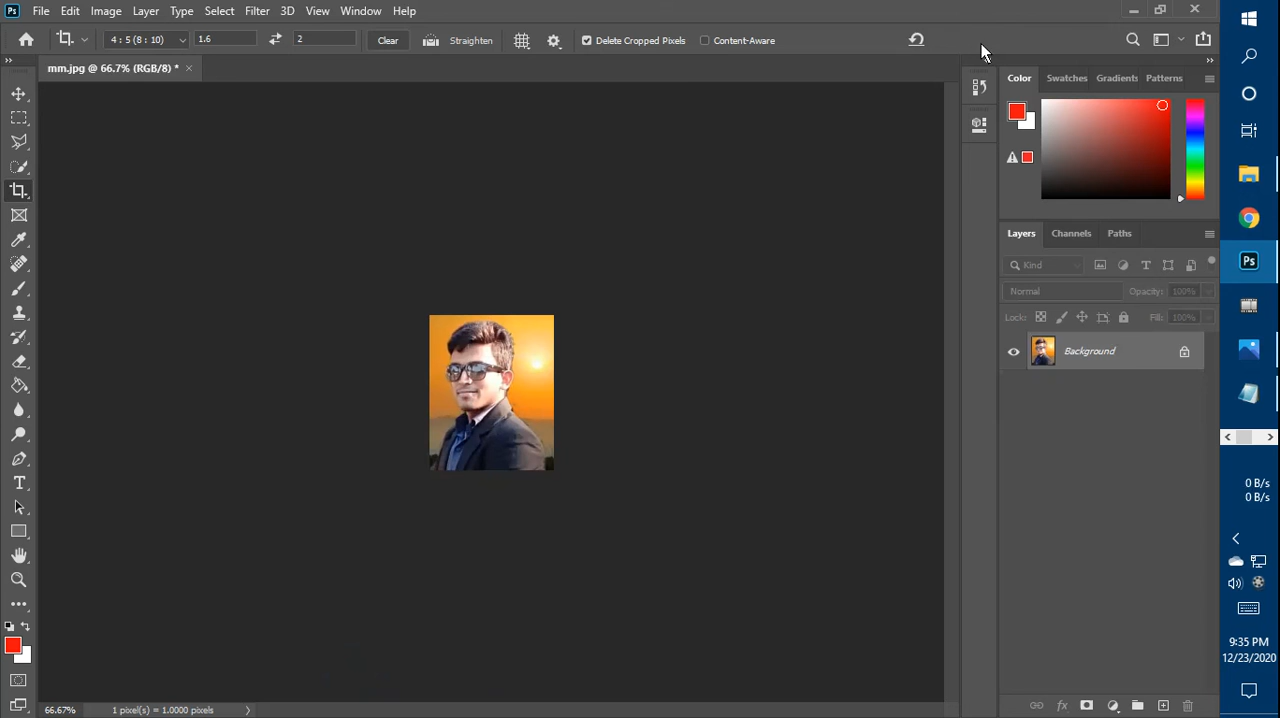 Ps File Edit Image Layer Type Select Filter 3D View Window Help
4 : 5 (8 : 10) 1.6 2 Clear Straighten Delete Cropped Pixels Content-Aware
mm.jpg @ 66.7% (RGB/8) * ×
Color Swatches Gradients Patterns
Layers Channels Paths
Kind
Normal Opacity: 100%
Lock: Fill: 100%
Background
Ps
0 B/s
0 B/s
9:35 PM
12/23/2020
66.67% 1 pixel(s) = 1.0000 pixels